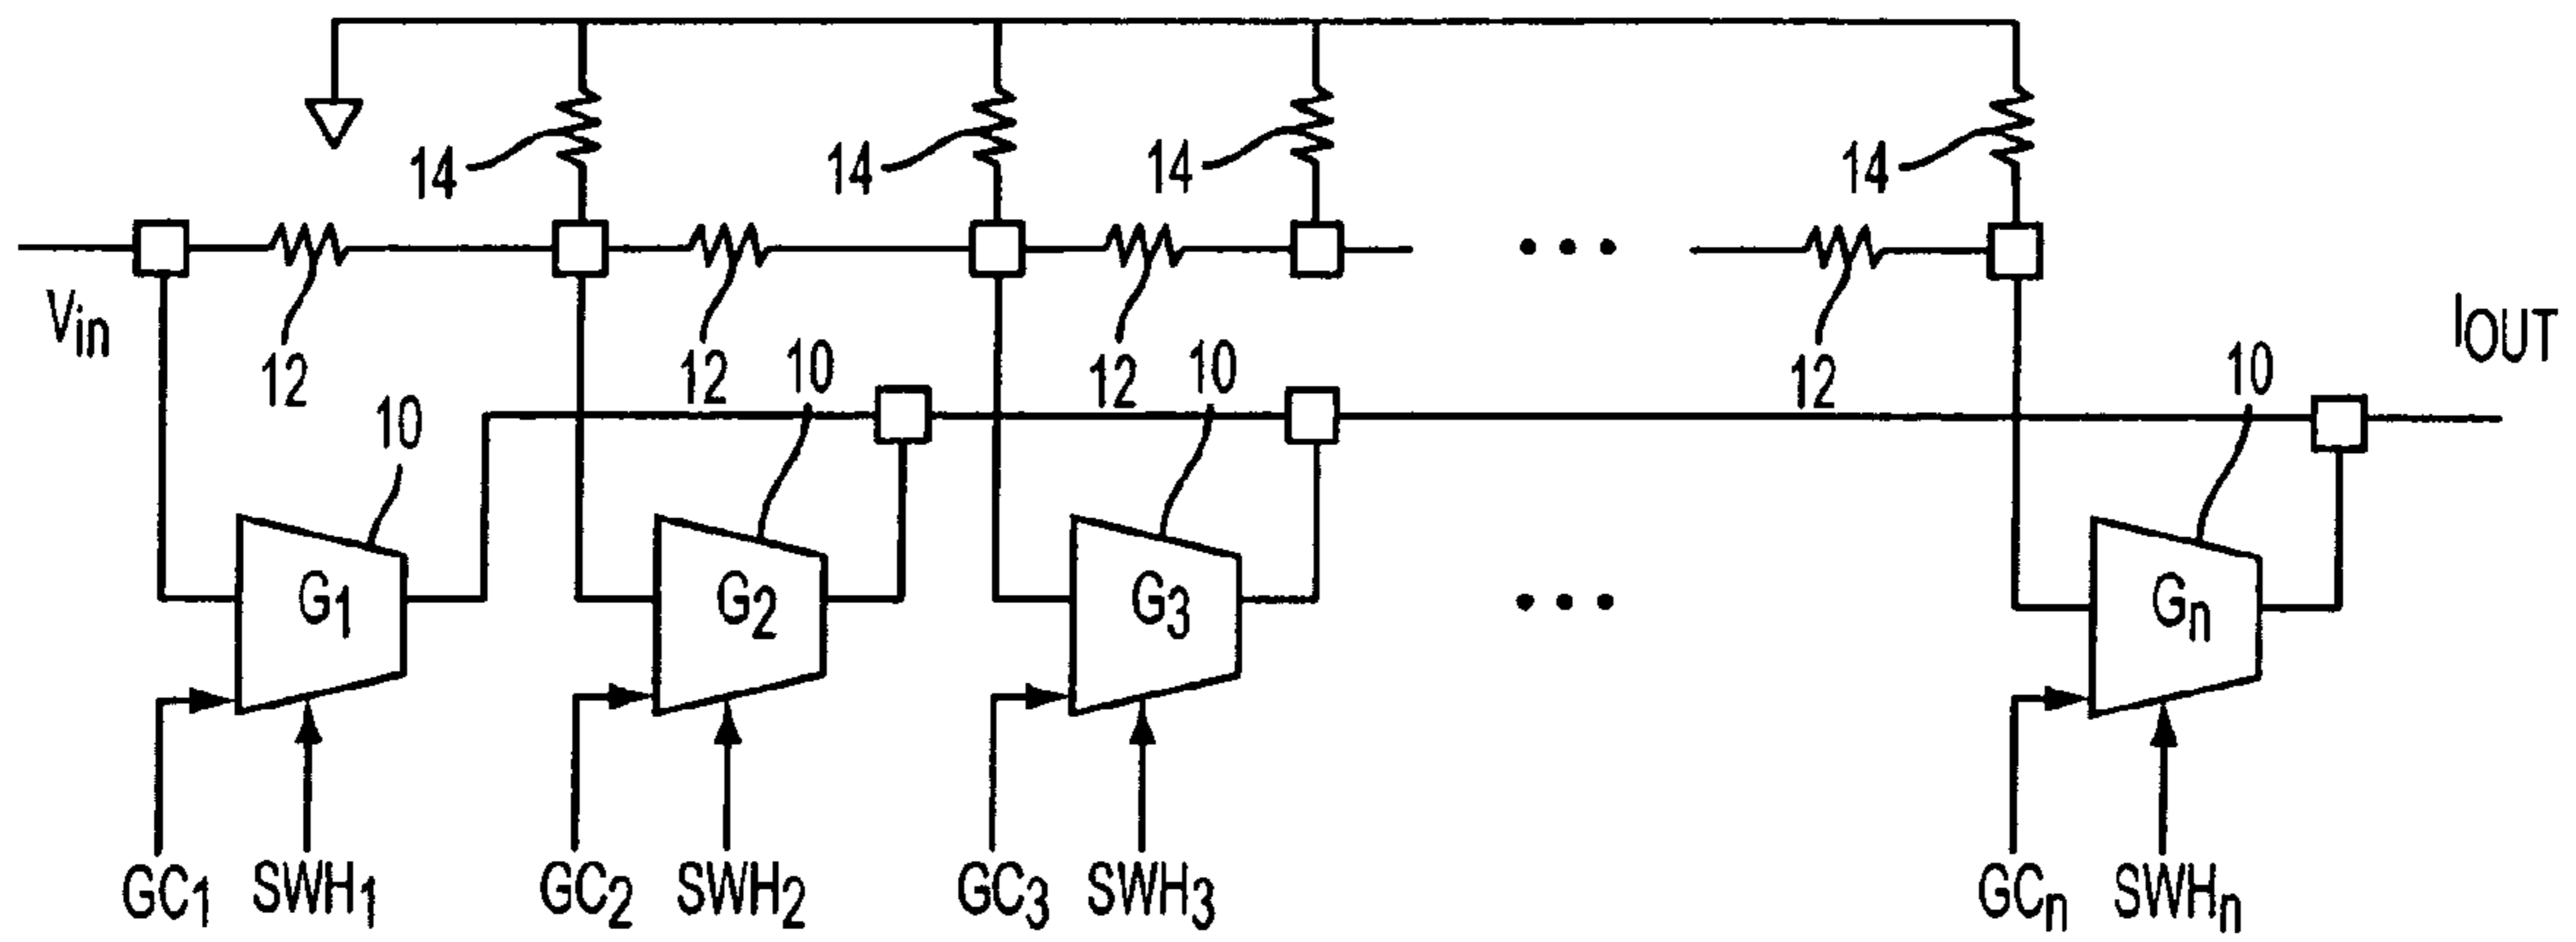 14 14 14 14
Vin IOUT
12 12 12 12
10 10 10 10
G1 G2 G3 Gn
GC1 SWH1 GC2 SWH2 GC3 SWH3 GCn SWHn